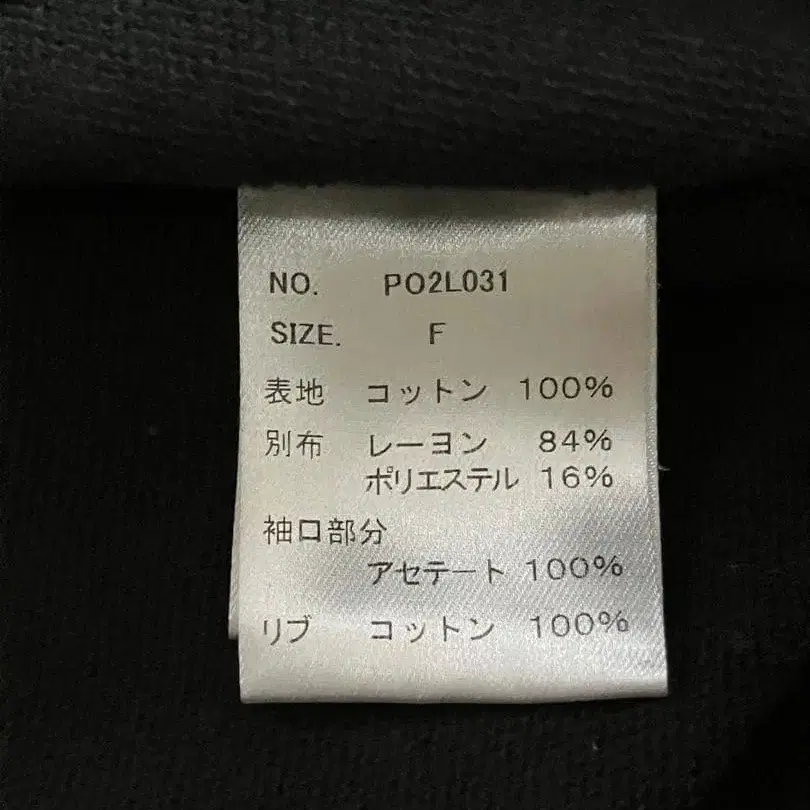 NO. PO2L031
SIZE. F
表地 コットン 100%
別布 レーヨン 84%
ポリエステル 16%
袖口部分
アセテート 100%
リブ コットン 100%